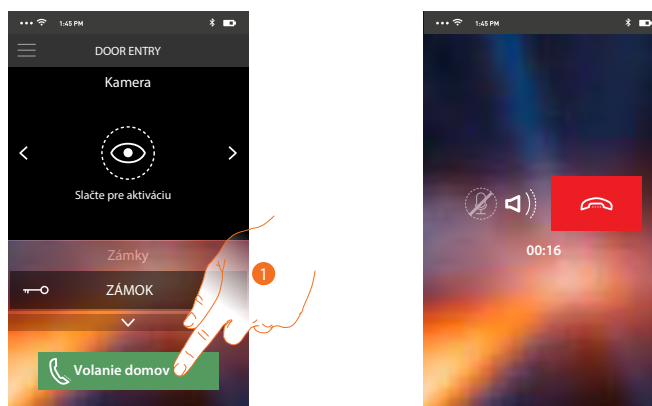 1:45 PM
DOOR ENTRY
Kamera
Slačte pre aktiváciu
Zámky
ZÁMOK
1
Volanie domov
1:45 PM
00:16